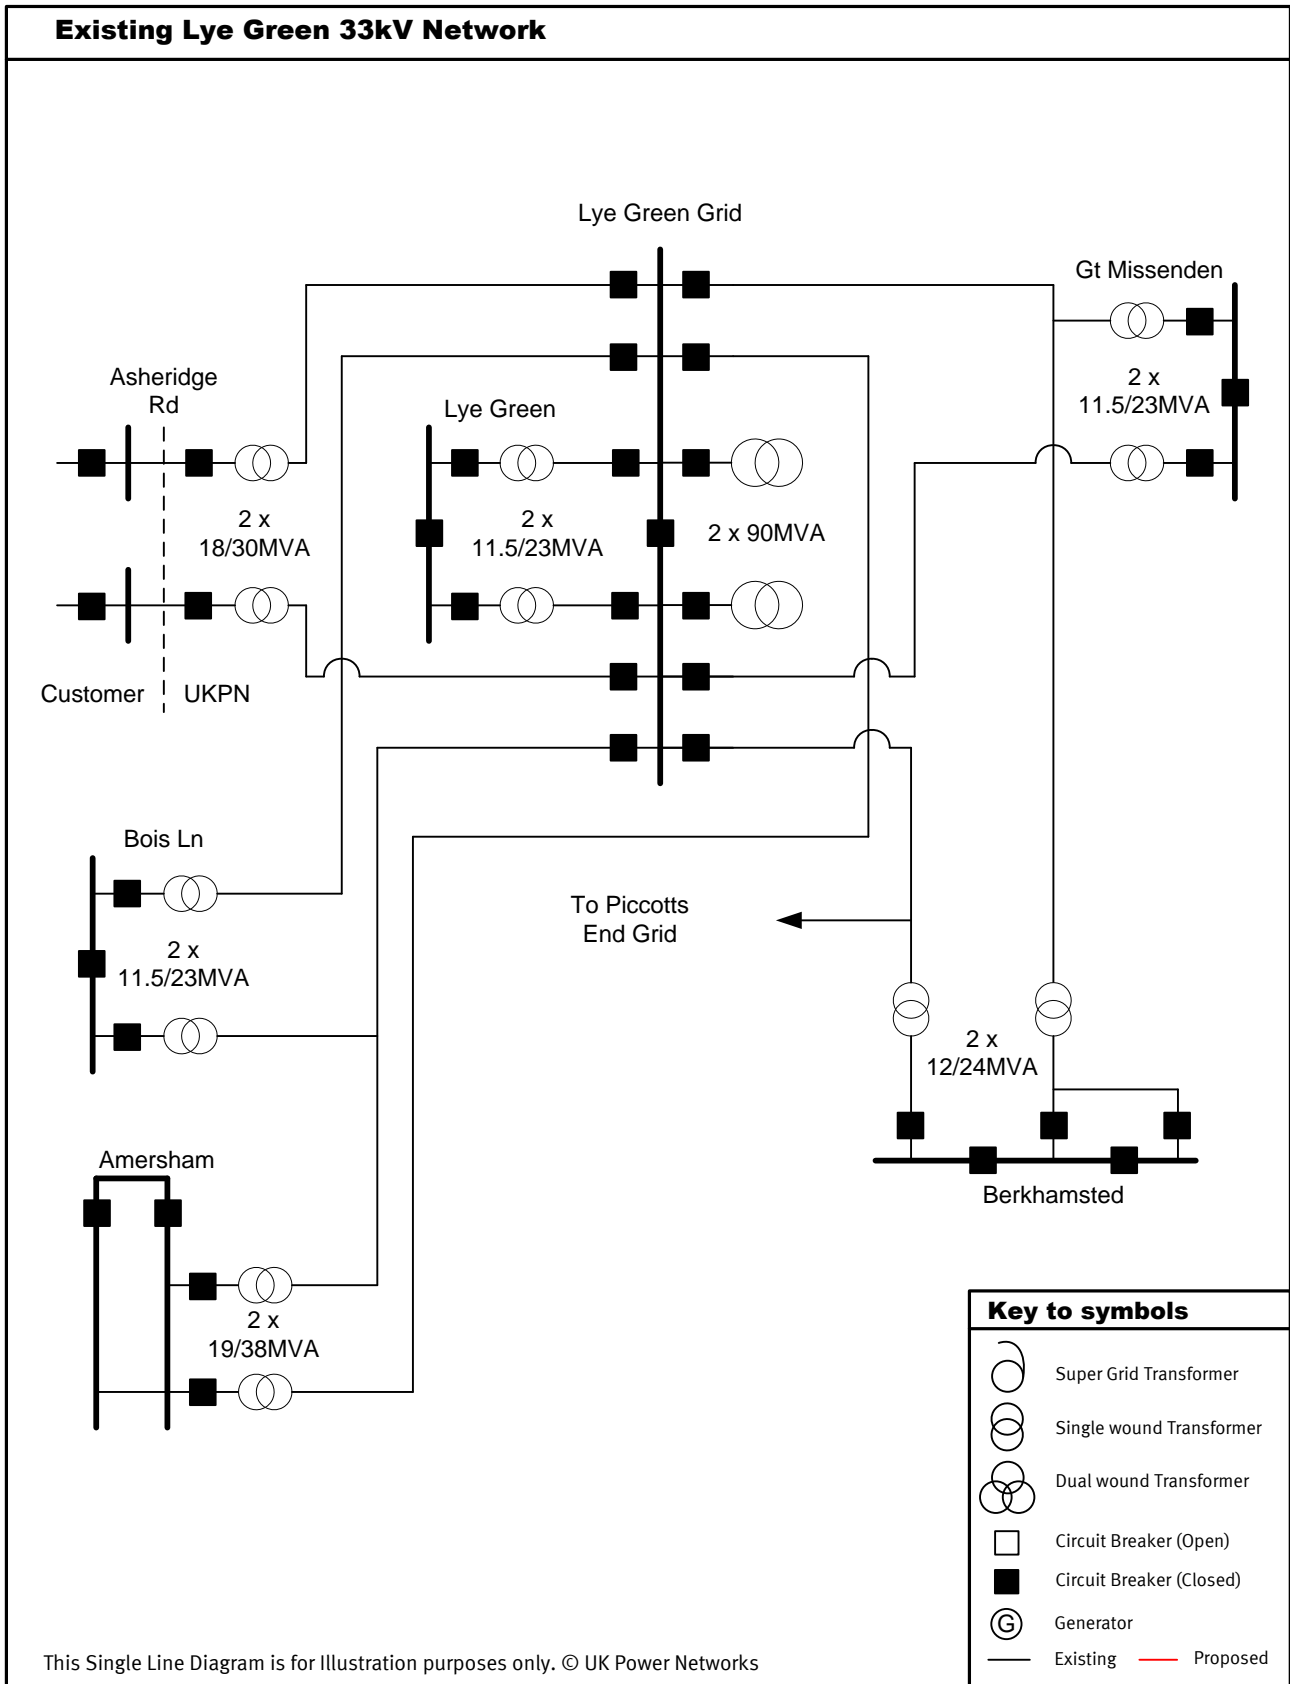 Existing Lye Green 33kV Network
Lye Green Grid
Gt Missenden
Asheridge
Rd
2 x
11.5/23MVA
Lye Green
2 x
18/30MVA
2 x
11.5/23MVA
2 x 90MVA
Customer
UKPN
Bois Ln
To Piccotts
End Grid
2 x
11.5/23MVA
2 x
12/24MVA
Amersham
Berkhamsted
2 x
19/38MVA
Key to symbols
Super Grid Transformer
Single wound Transformer
Dual wound Transformer
Circuit Breaker (Open)
Circuit Breaker (Closed)
G
Generator
Existing
Proposed
This Single Line Diagram is for Illustration purposes only. © UK Power Networks